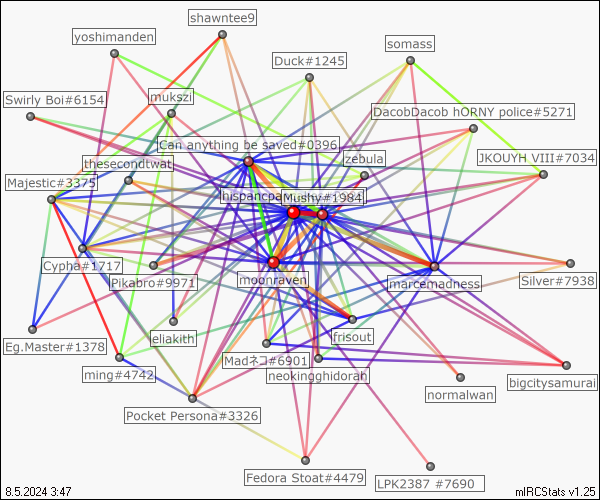 shawntee9
yoshimanden
somass
Duck#1245
Swirly Boi#6154
mukszi
DacobDacob hORNY police#5271
Can anything be saved#0396
thesecondwat
zebula
JKOUYH VIII#7034
Majestic#3375
hispancpa
Mushy#1984
Cypha#1717
Pikabro#9971
moonraven
marcemadness
Silver#7938
Eg.Master#1378
eliakith
frisout
Madネコ#6901
ming#4742
neokingghidorah
bigcitysamurai
normalwan
Pocket Persona#3326
Fedora Stoat#4479
LPK2387 #7690
8.5.2024 3:47
mIRCStats v1.25